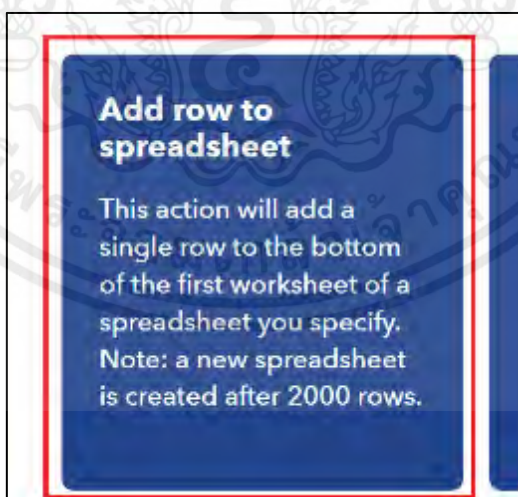 Add row to
spreadsheet
This action will add a
single row to the bottom
of the first worksheet of a
spreadsheet you specify.
Note: a new spreadsheet
is created after 2000 rows.